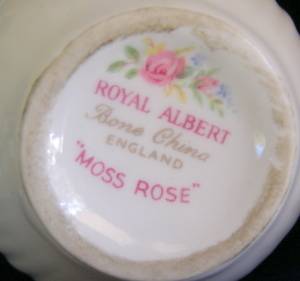 ROYAL ALBERT
Bone China
ENGLAND
"MOSS ROSE"